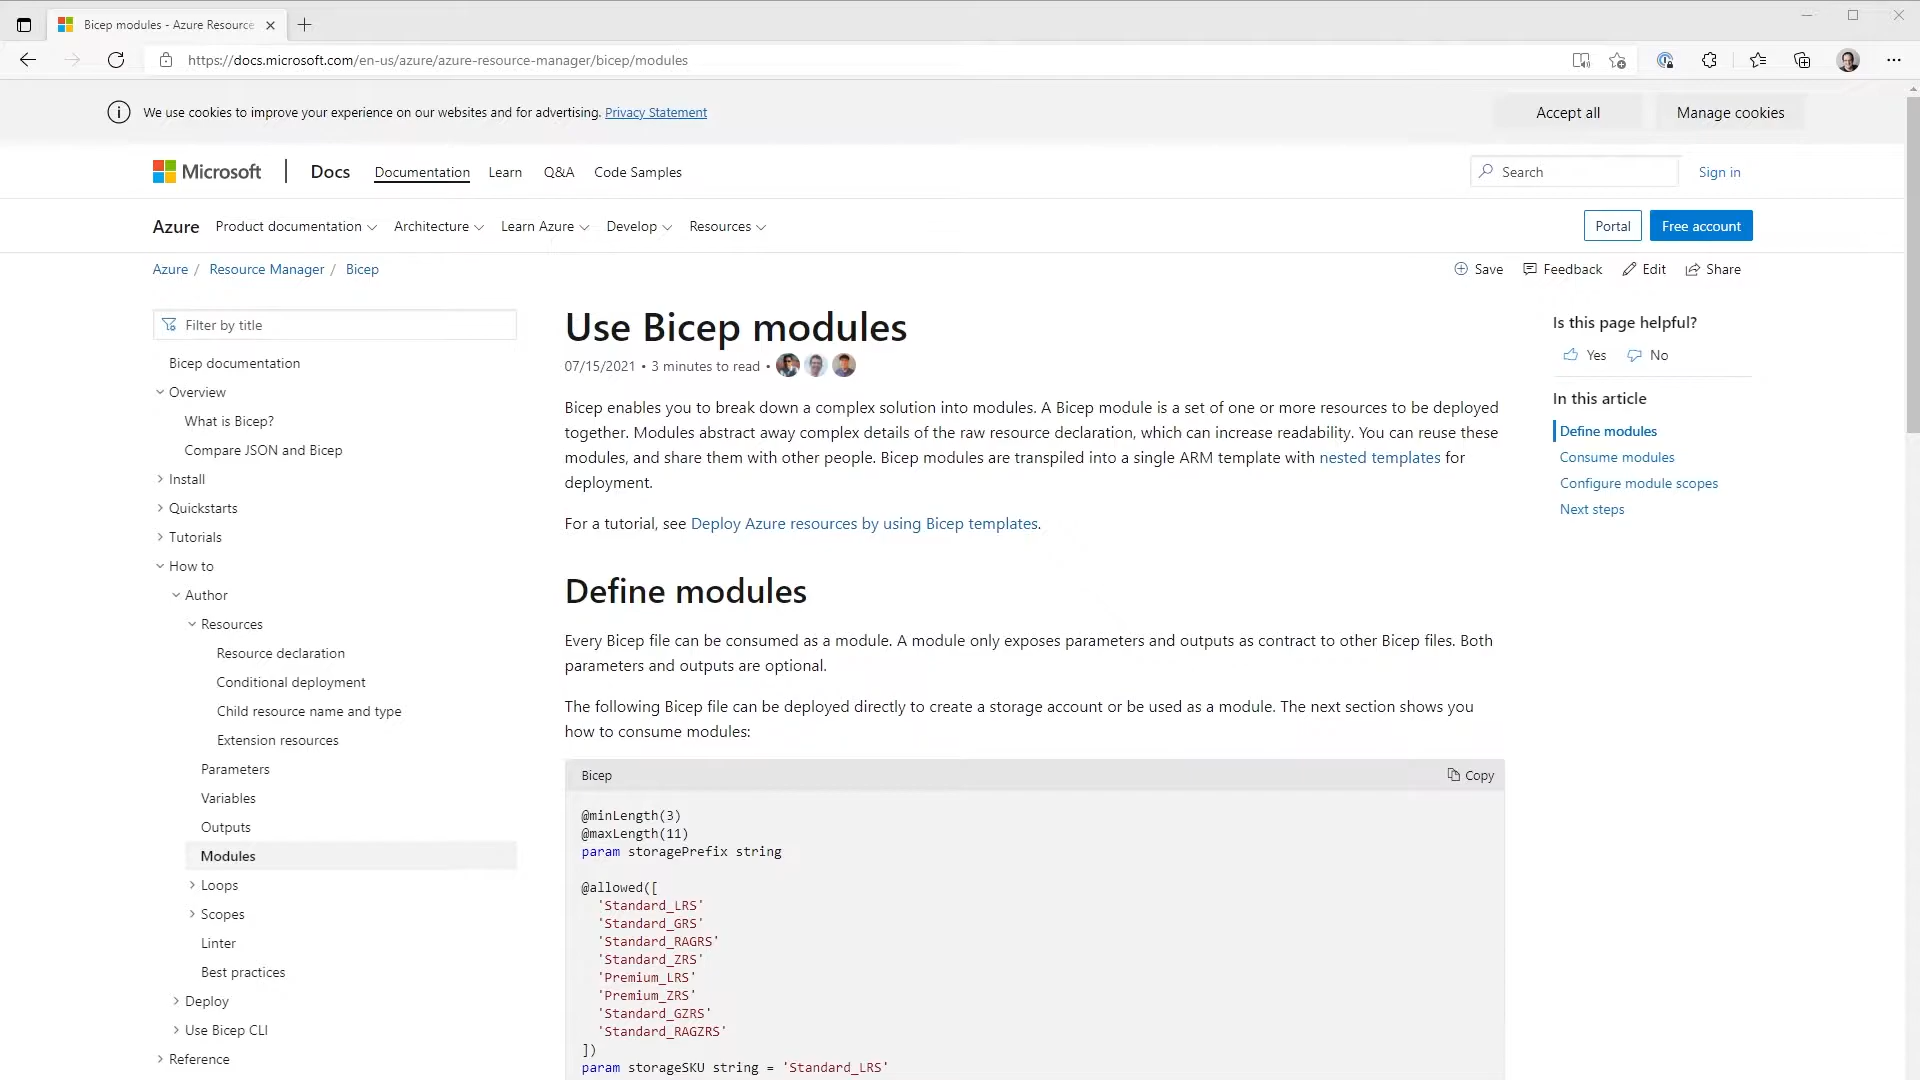 Bicep modules - Azure Resource
https://docs.microsoft.com/en-us/azure/azure-resource-manager/bicep/modules
We use cookies to improve your experience on our websites and for advertising. Privacy Statement
Accept all
Manage cookies
Microsoft
Docs
Documentation
Learn
Q&A
Code Samples
Search
Sign in
Azure
Product documentation
Architecture
Learn Azure
Develop
Resources
Portal
Free account
Azure / Resource Manager / Bicep
Save
Feedback
Edit
Share
Filter by title
Bicep documentation
Overview
What is Bicep?
Compare JSON and Bicep
Install
Quickstarts
Tutorials
How to
Author
Resources
Resource declaration
Conditional deployment
Child resource name and type
Extension resources
Parameters
Variables
Outputs
Modules
Loops
Scopes
Linter
Best practices
Deploy
Use Bicep CLI
Reference
Use Bicep modules
07/15/2021 • 3 minutes to read •
Bicep enables you to break down a complex solution into modules. A Bicep module is a set of one or more resources to be deployed
together. Modules abstract away complex details of the raw resource declaration, which can increase readability. You can reuse these
modules, and share them with other people. Bicep modules are transpiled into a single ARM template with nested templates for
deployment.
For a tutorial, see Deploy Azure resources by using Bicep templates.
Define modules
Every Bicep file can be consumed as a module. A module only exposes parameters and outputs as contract to other Bicep files. Both
parameters and outputs are optional.
The following Bicep file can be deployed directly to create a storage account or be used as a module. The next section shows you
how to consume modules:
Bicep
Copy
@minLength(3)
@maxLength(11)
param storagePrefix string
@allowed([
'Standard_LRS'
'Standard_GRS'
'Standard_RAGRS'
'Standard_ZRS'
'Premium_LRS'
'Premium_ZRS'
'Standard_GZRS'
'Standard_RAGZRS'
])
param storageSKU string = 'Standard_LRS'
Is this page helpful?
Yes
No
In this article
Define modules
Consume modules
Configure module scopes
Next steps